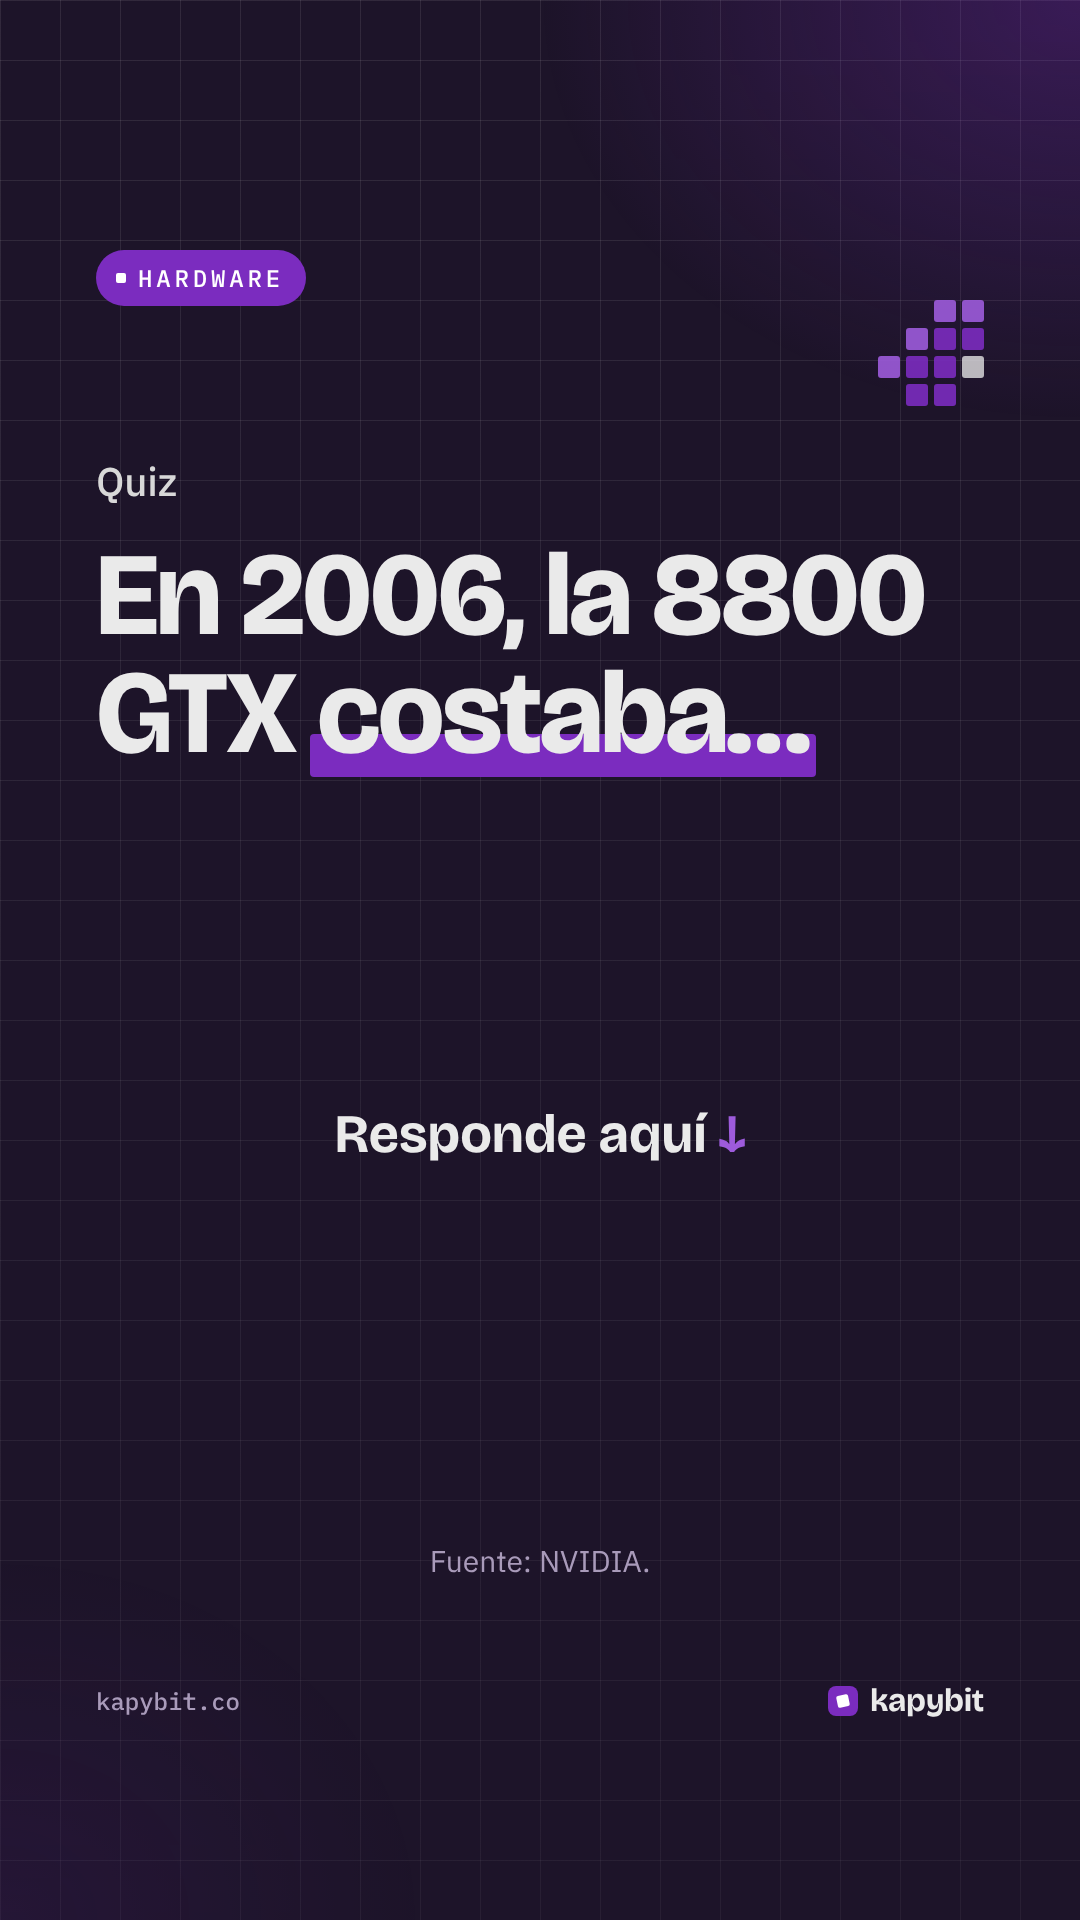 HARDWARE
Quiz
En 2006, la 8800
GTX costaba...
Responde aquí ↓
Fuente: NVIDIA.
kapybit.co
kapybit